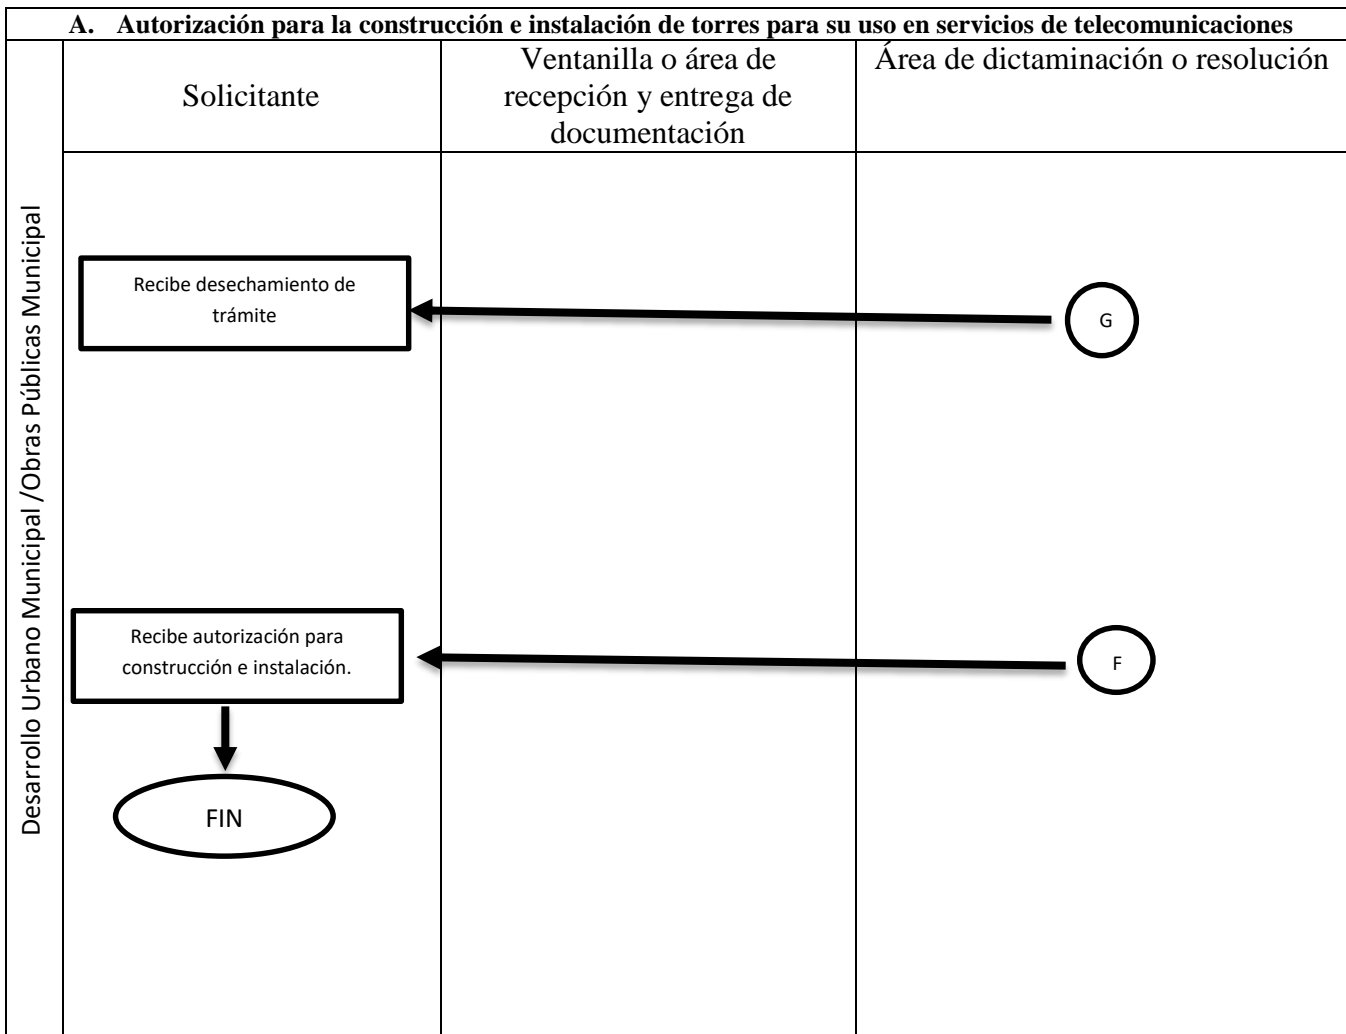 A. Autorización para la construcción e instalación de torres para su uso en servicios de telecomunicaciones
Desarrollo Urbano Municipal /Obras Públicas Municipal
Solicitante
Ventanilla o área de
recepción y entrega de
documentación
Área de dictaminación o resolución
Recibe desechamiento de
trámite
G
Recibe autorización para
construcción e instalación.
F
FIN